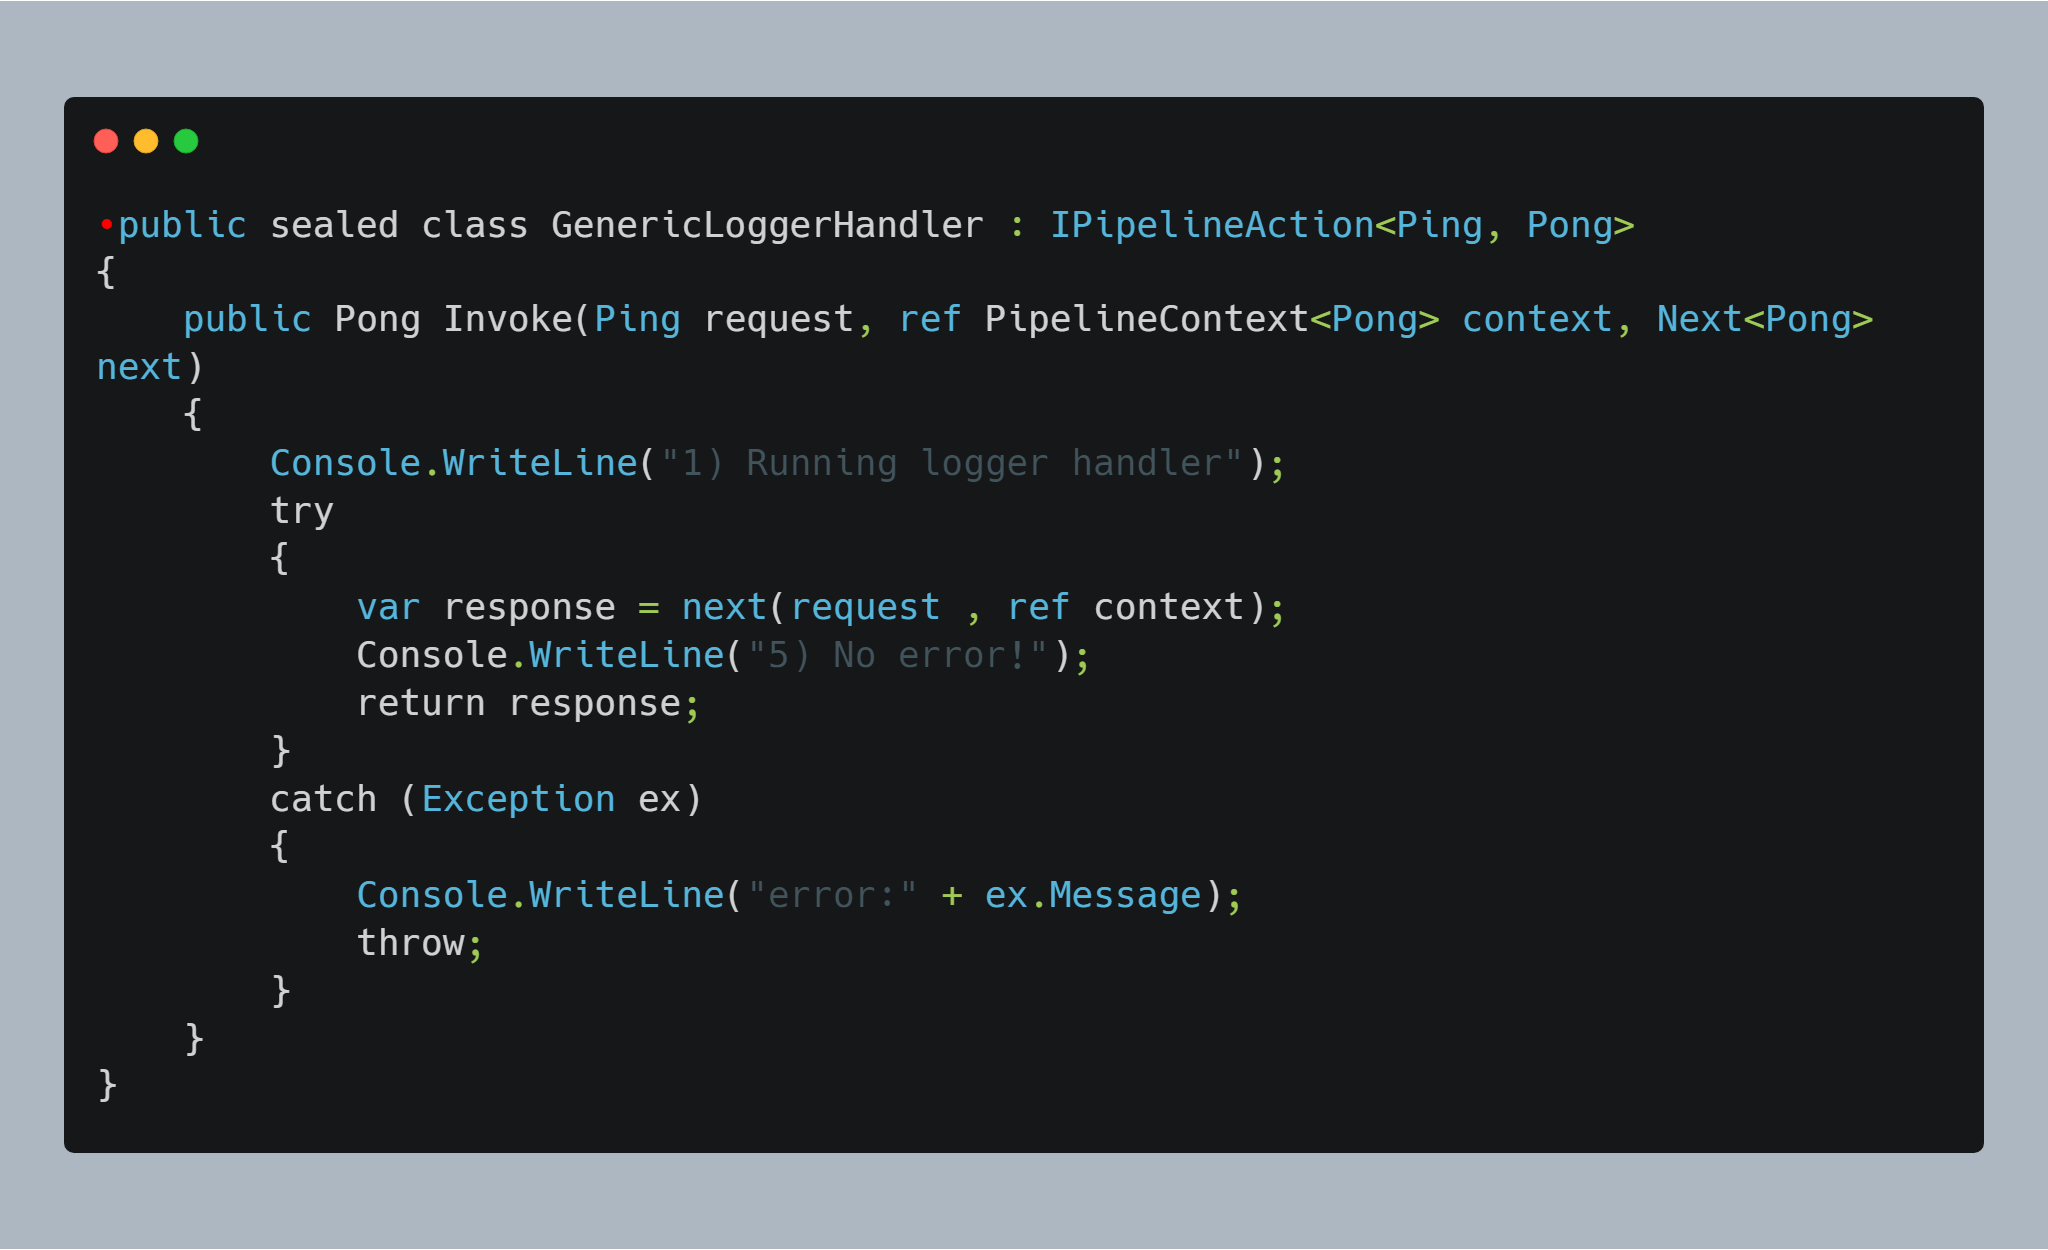 •public sealed class GenericLoggerHandler : IPipelineAction<Ping, Pong>
{
    public Pong Invoke(Ping request, ref PipelineContext<Pong> context, Next<Pong>
next)
    {
        Console.WriteLine("1) Running logger handler");
        try
        {
            var response = next(request , ref context);
            Console.WriteLine("5) No error!");
            return response;
        }
        catch (Exception ex)
        {
            Console.WriteLine("error:" + ex.Message);
            throw;
        }
    }
}